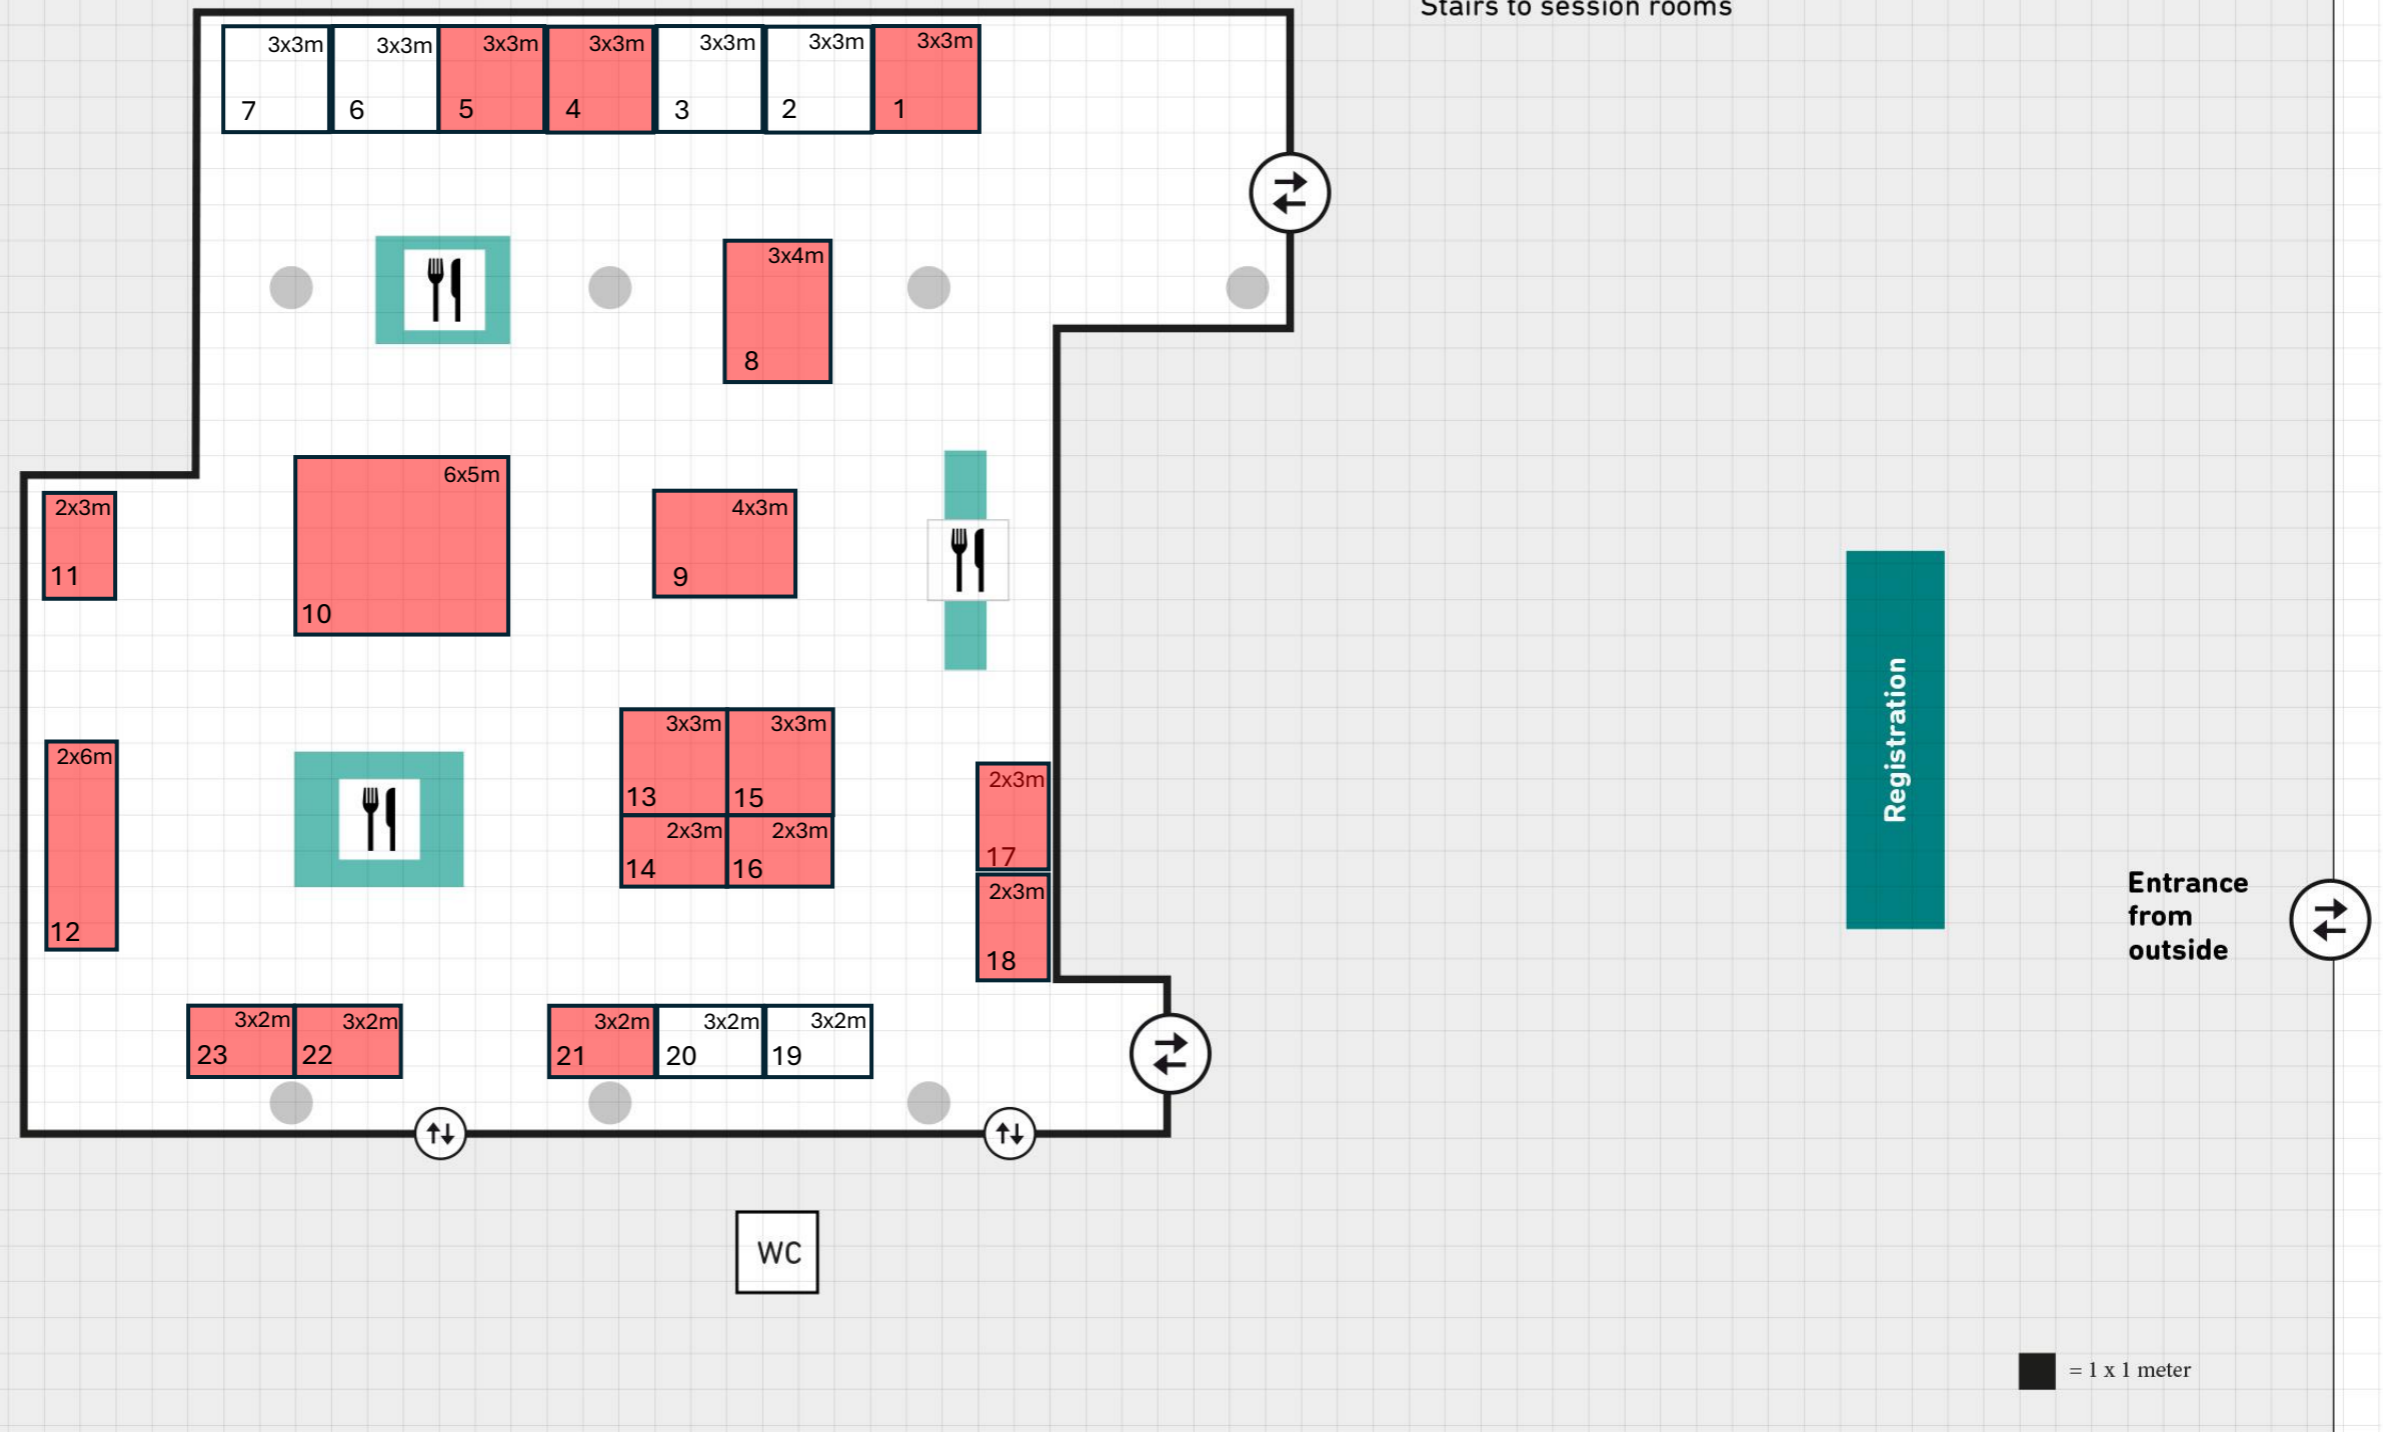 Stairs to session rooms
3x3m
3x3m
3x3m
3x3m
3x3m
3x3m
3x3m
7
6
5
4
3
2
1
3x4m
8
6x5m
10
4x3m
9
2x3m
11
2x6m
12
3x3m
13
3x3m
15
2x3m
14
2x3m
16
2x3m
17
2x3m
18
Registration
Entrance
from
outside
3x2m
23
3x2m
22
3x2m
21
3x2m
20
3x2m
19
WC
= 1 x 1 meter